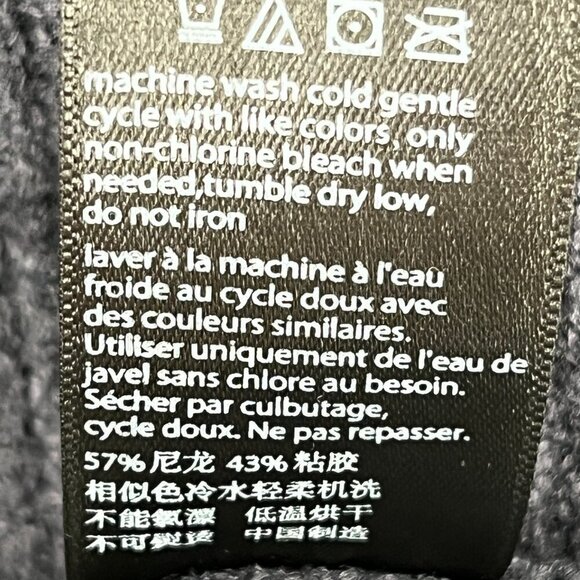 machine wash cold gentle
cycle with like colors, only
non-chlorine bleach when
needed,tumble dry low,
do not iron
laver à la machine à l'eau
froide au cycle doux avec
des couleurs similaires.
Utiliser uniquement de l'eau de
javel sans chlore au besoin.
Sécher par culbutage,
cycle doux. Ne pas repasser.
57% 尼龙 43% 粘胶
相似色冷水轻柔机洗
不能氯漂 低温烘干
不可熨烫 中国制造